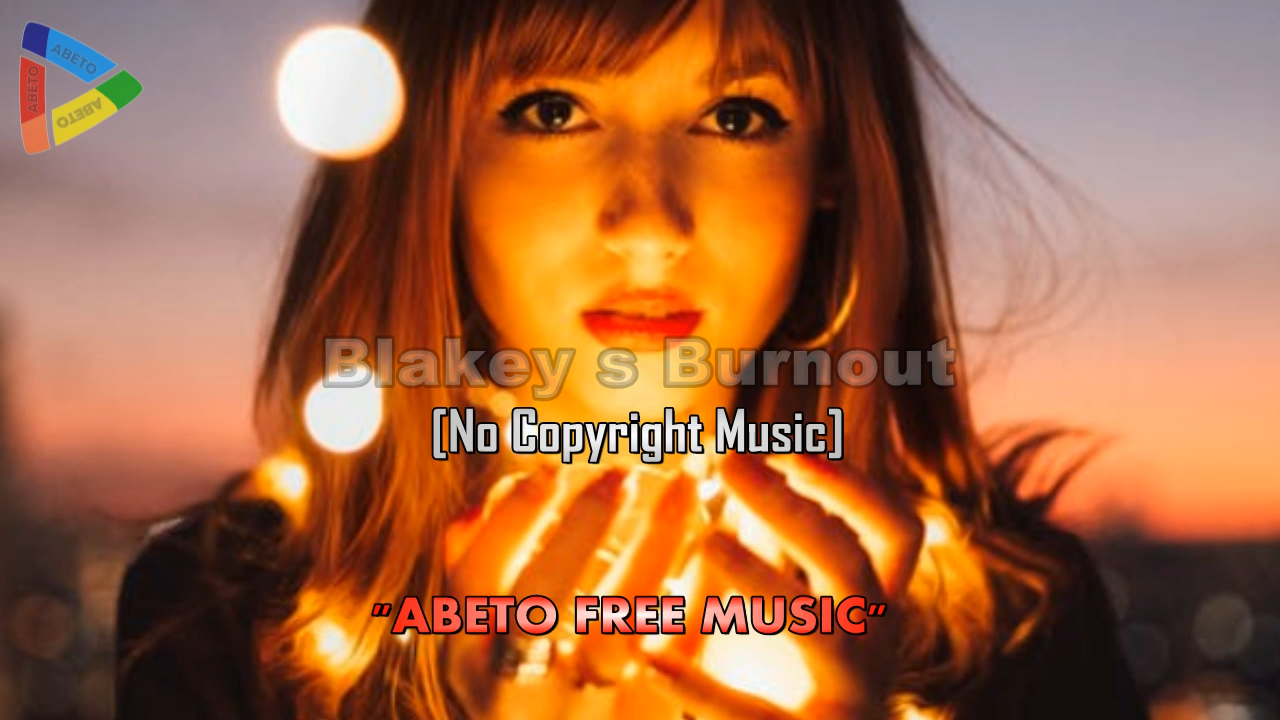 ABETO
ABETO
ABETO
Blakey s Burnout
[No Copyright Music]
"ABETO FREE MUSIC"